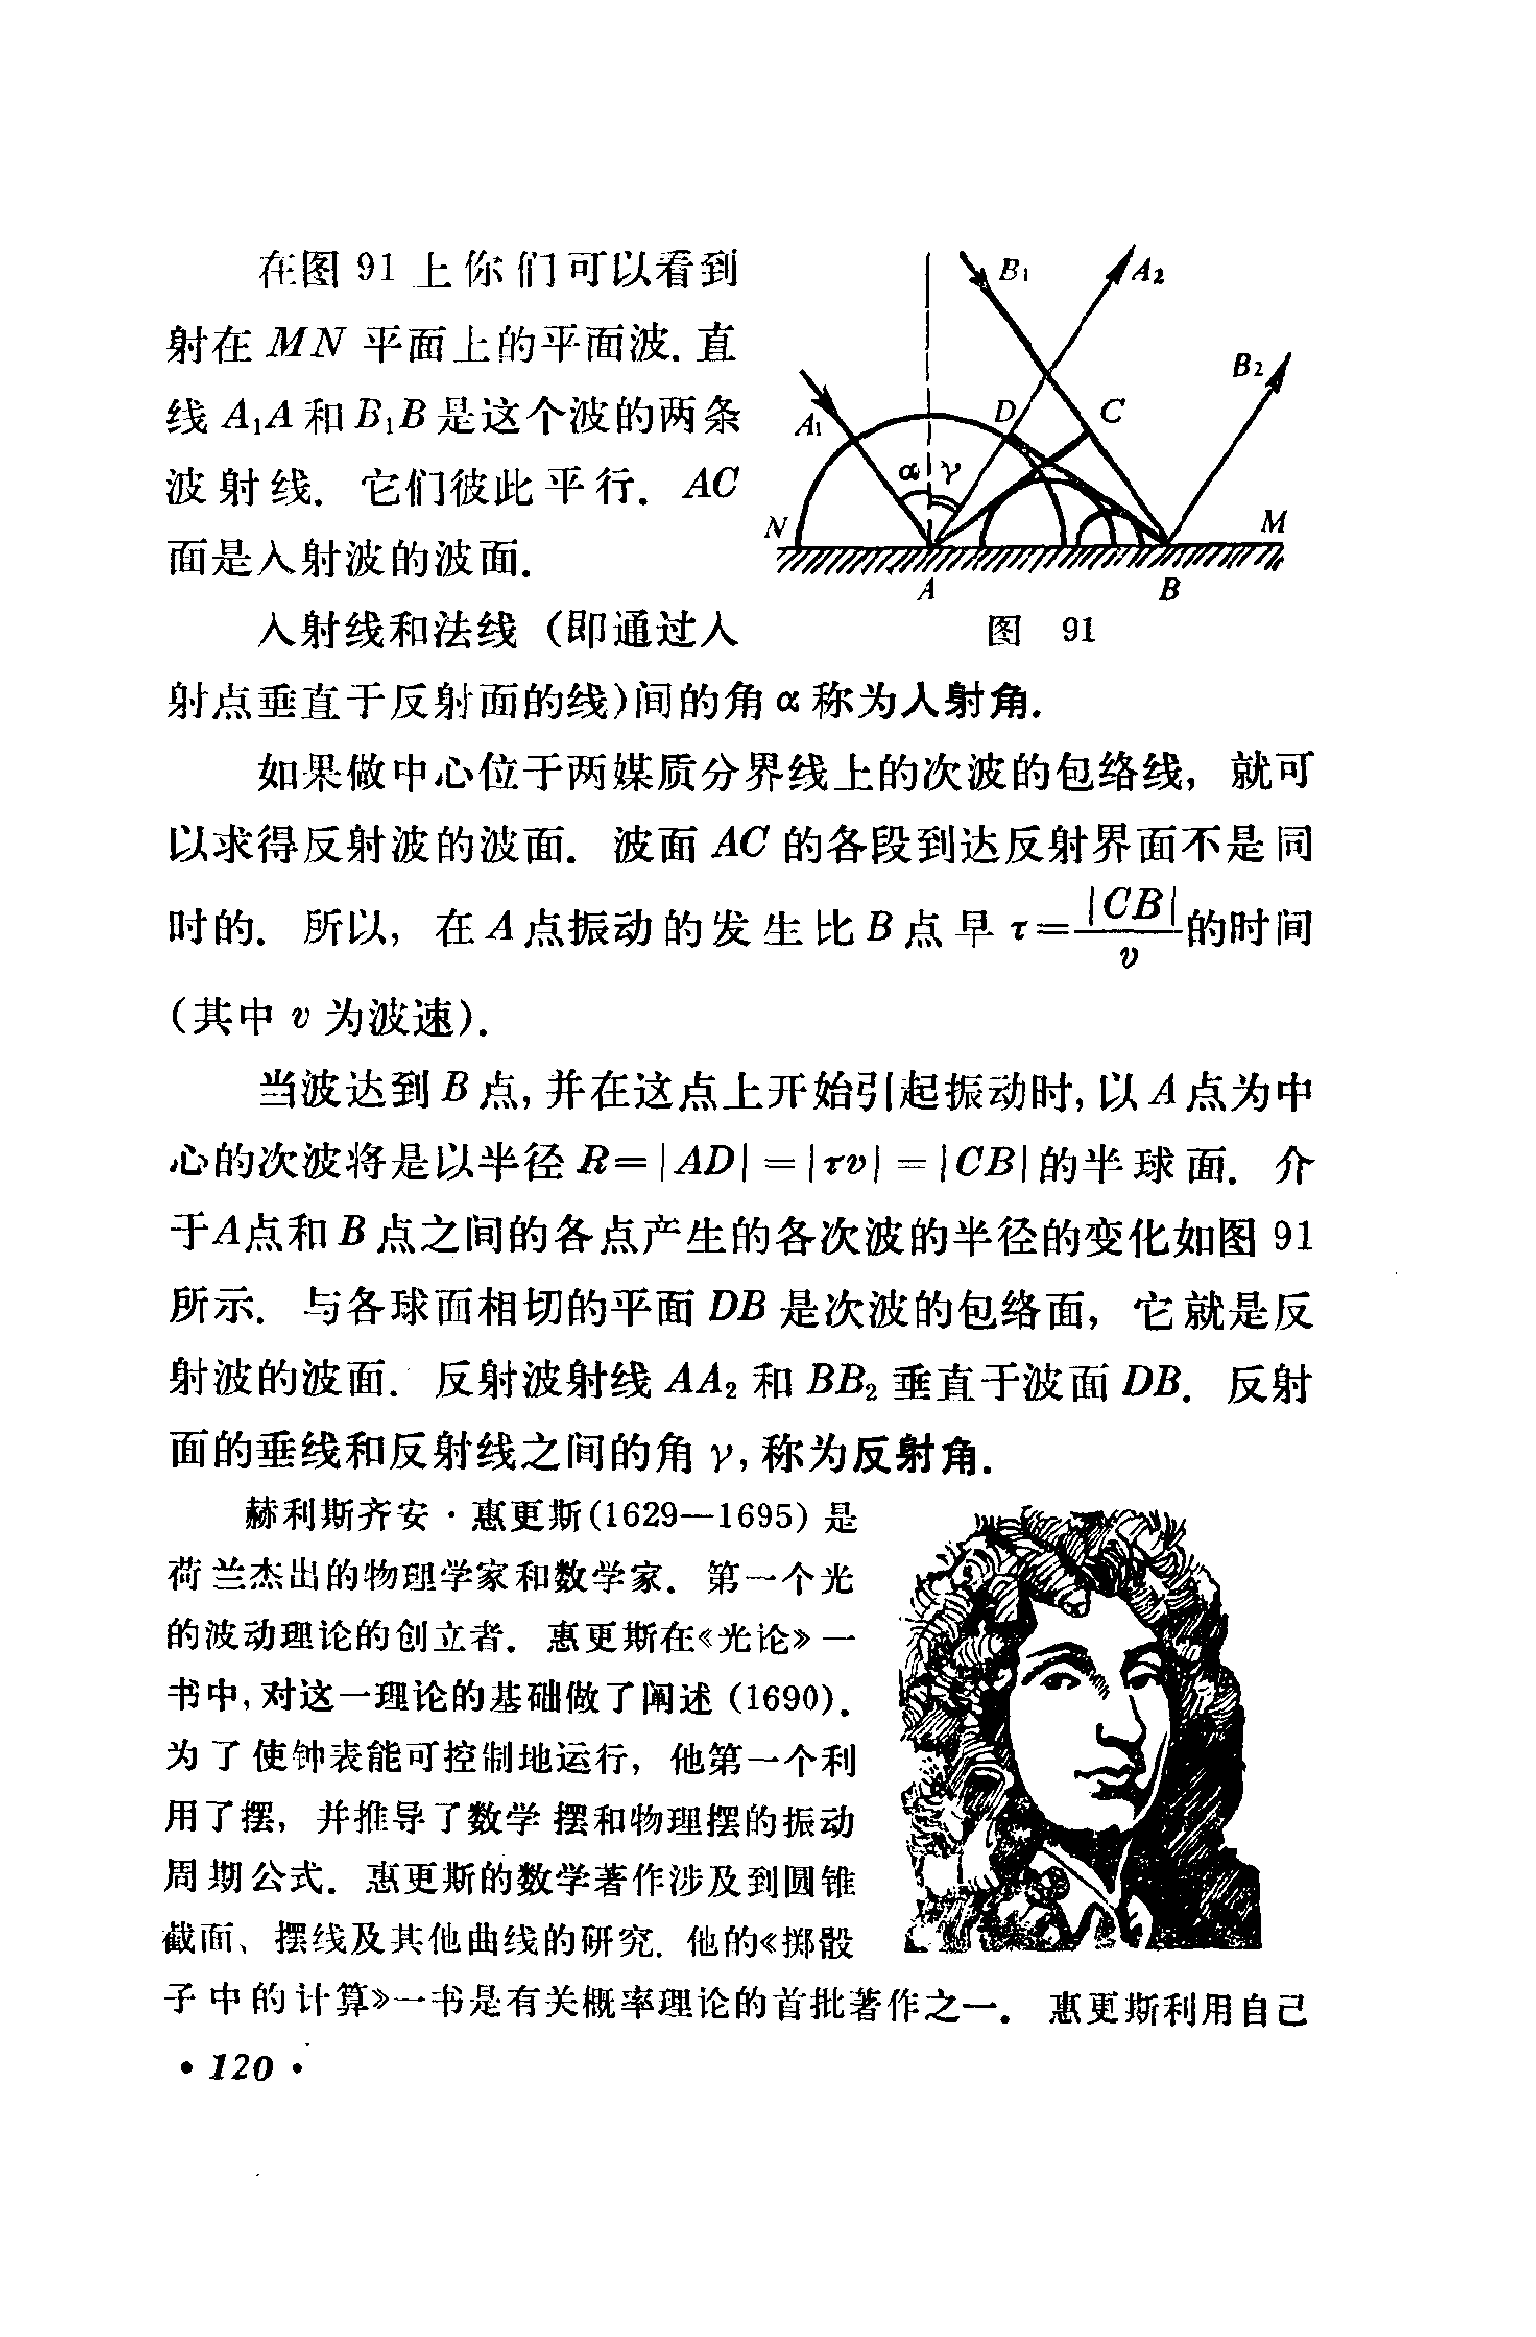 在图 91 上你们可以看到
射在 MN 平面上的平面波. 直
线 A₁A 和 B₁B 是这个波的两条
波射线. 它们彼此平行. AC
面是入射波的波面.
B₁
A₂
B₂
A₁
D
C
α
γ
N
M
A
B
图 91
入射线和法线 (即通过入
射点垂直于反射面的线)间的角 α 称为入射角.
如果做中心位于两媒质分界线上的次波的包络线, 就可
以求得反射波的波面. 波面 AC 的各段到达反射界面不是同
时的. 所以, 在 A 点振动的发生比 B 点早 τ=|CB|/v 的时间
(其中 v 为波速).
当波达到 B 点, 并在这点上开始引起振动时, 以 A 点为中
心的次波将是以半径 R=|AD|=|τv|=|CB| 的半球面. 介
于 A 点和 B 点之间的各点产生的各次波的半径的变化如图 91
所示. 与各球面相切的平面 DB 是次波的包络面, 它就是反
射波的波面. 反射波射线 AA₂ 和 BB₂ 垂直于波面 DB. 反射
面的垂线和反射线之间的角 γ, 称为反射角.
赫利斯齐安·惠更斯(1629—1695) 是
荷兰杰出的物理学家和数学家. 第一个光
的波动理论的创立者. 惠更斯在《光论》一
书中, 对这一理论的基础做了阐述 (1690).
为了使钟表能可控制地运行, 他第一个利
用了摆, 并推导了数学摆和物理摆的振动
周期公式. 惠更斯的数学著作涉及到圆锥
截面、摆线及其他曲线的研究. 他的《掷骰
子中的计算》一书是有关概率理论的首批著作之一. 惠更斯利用自己
·120·